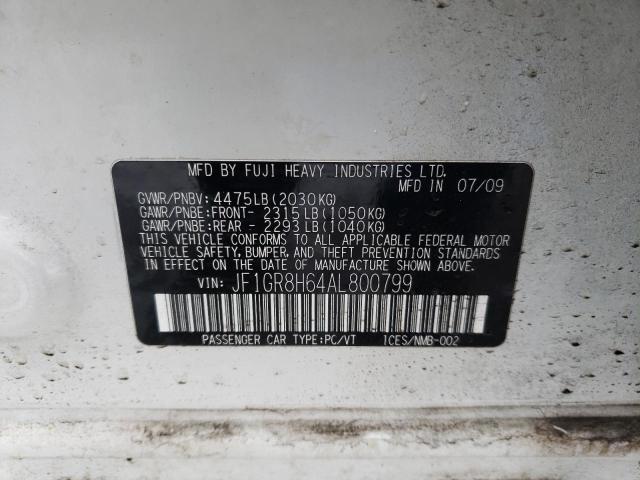 MFD BY FUJI HEAVY INDUSTRIES LTD.
MFD IN 07/09
GVWR/PNBV: 4475LB(2030KG)
GAWR/PNBE:FRONT- 2315LB(1050KG)
GAWR/PNBE:REAR - 2293LB(1040KG)
THIS VEHICLE CONFORMS TO ALL APPLICABLE FEDERAL MOTOR
VEHICLE SAFETY, BUMPER, AND THEFT PREVENTION STANDARDS
IN EFFECT ON THE DATE OF MANUFACTURE SHOWN ABOVE.
VIN: JF1GR8H64AL800799
PASSENGER CAR TYPE:PC/VT 1CES/NMB-002